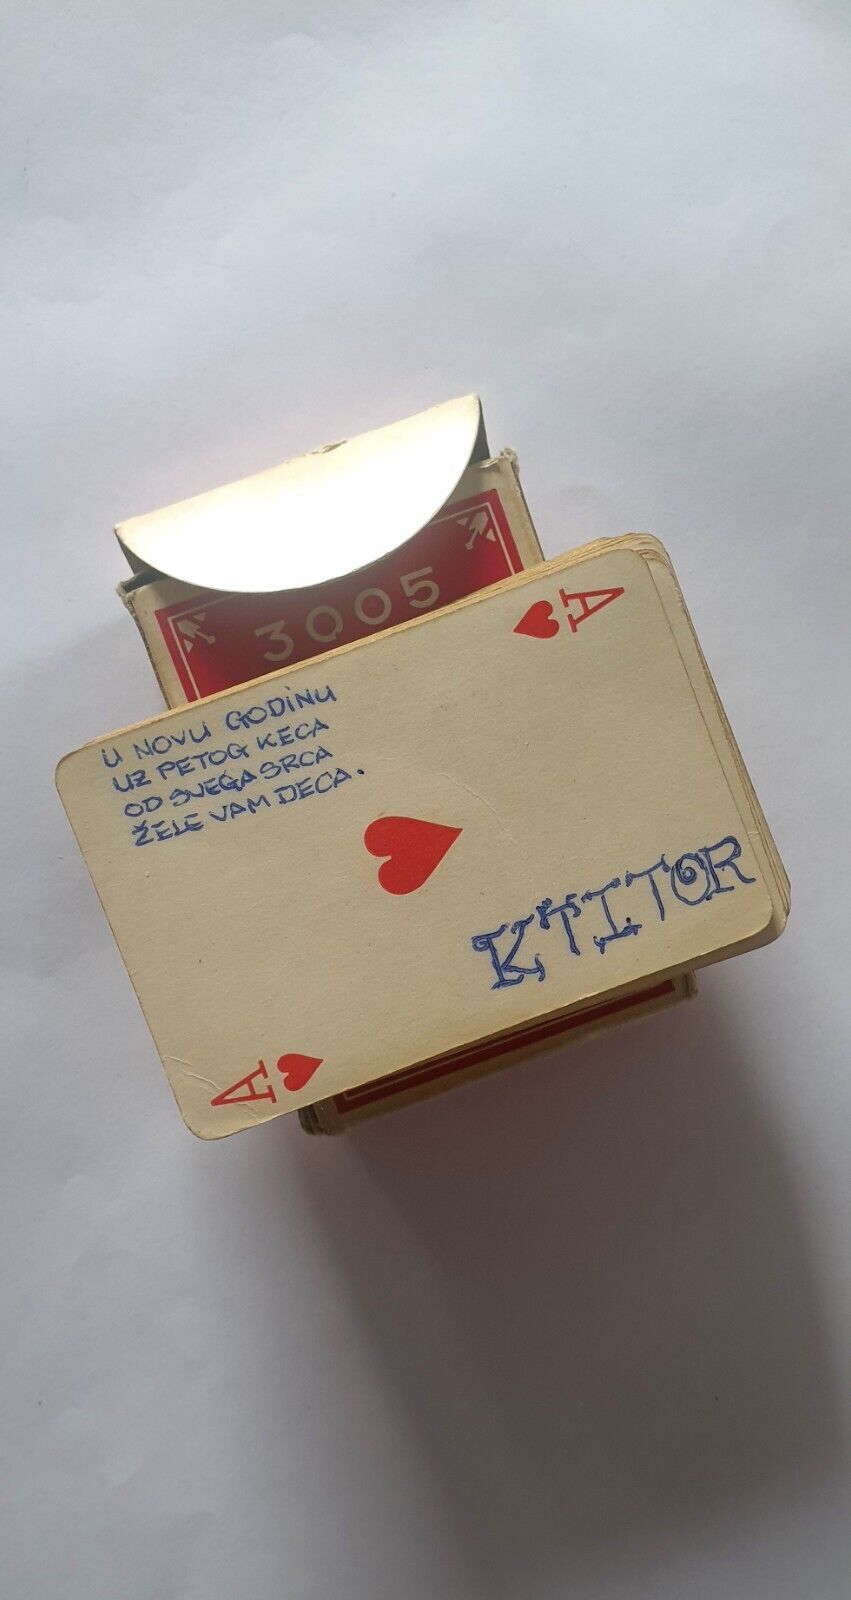 3005
A
U NOVU GODINU
UZ PETOG KECA
OD SVEGA SRCA
ŽELE VAM DECA.
KTITOR
A